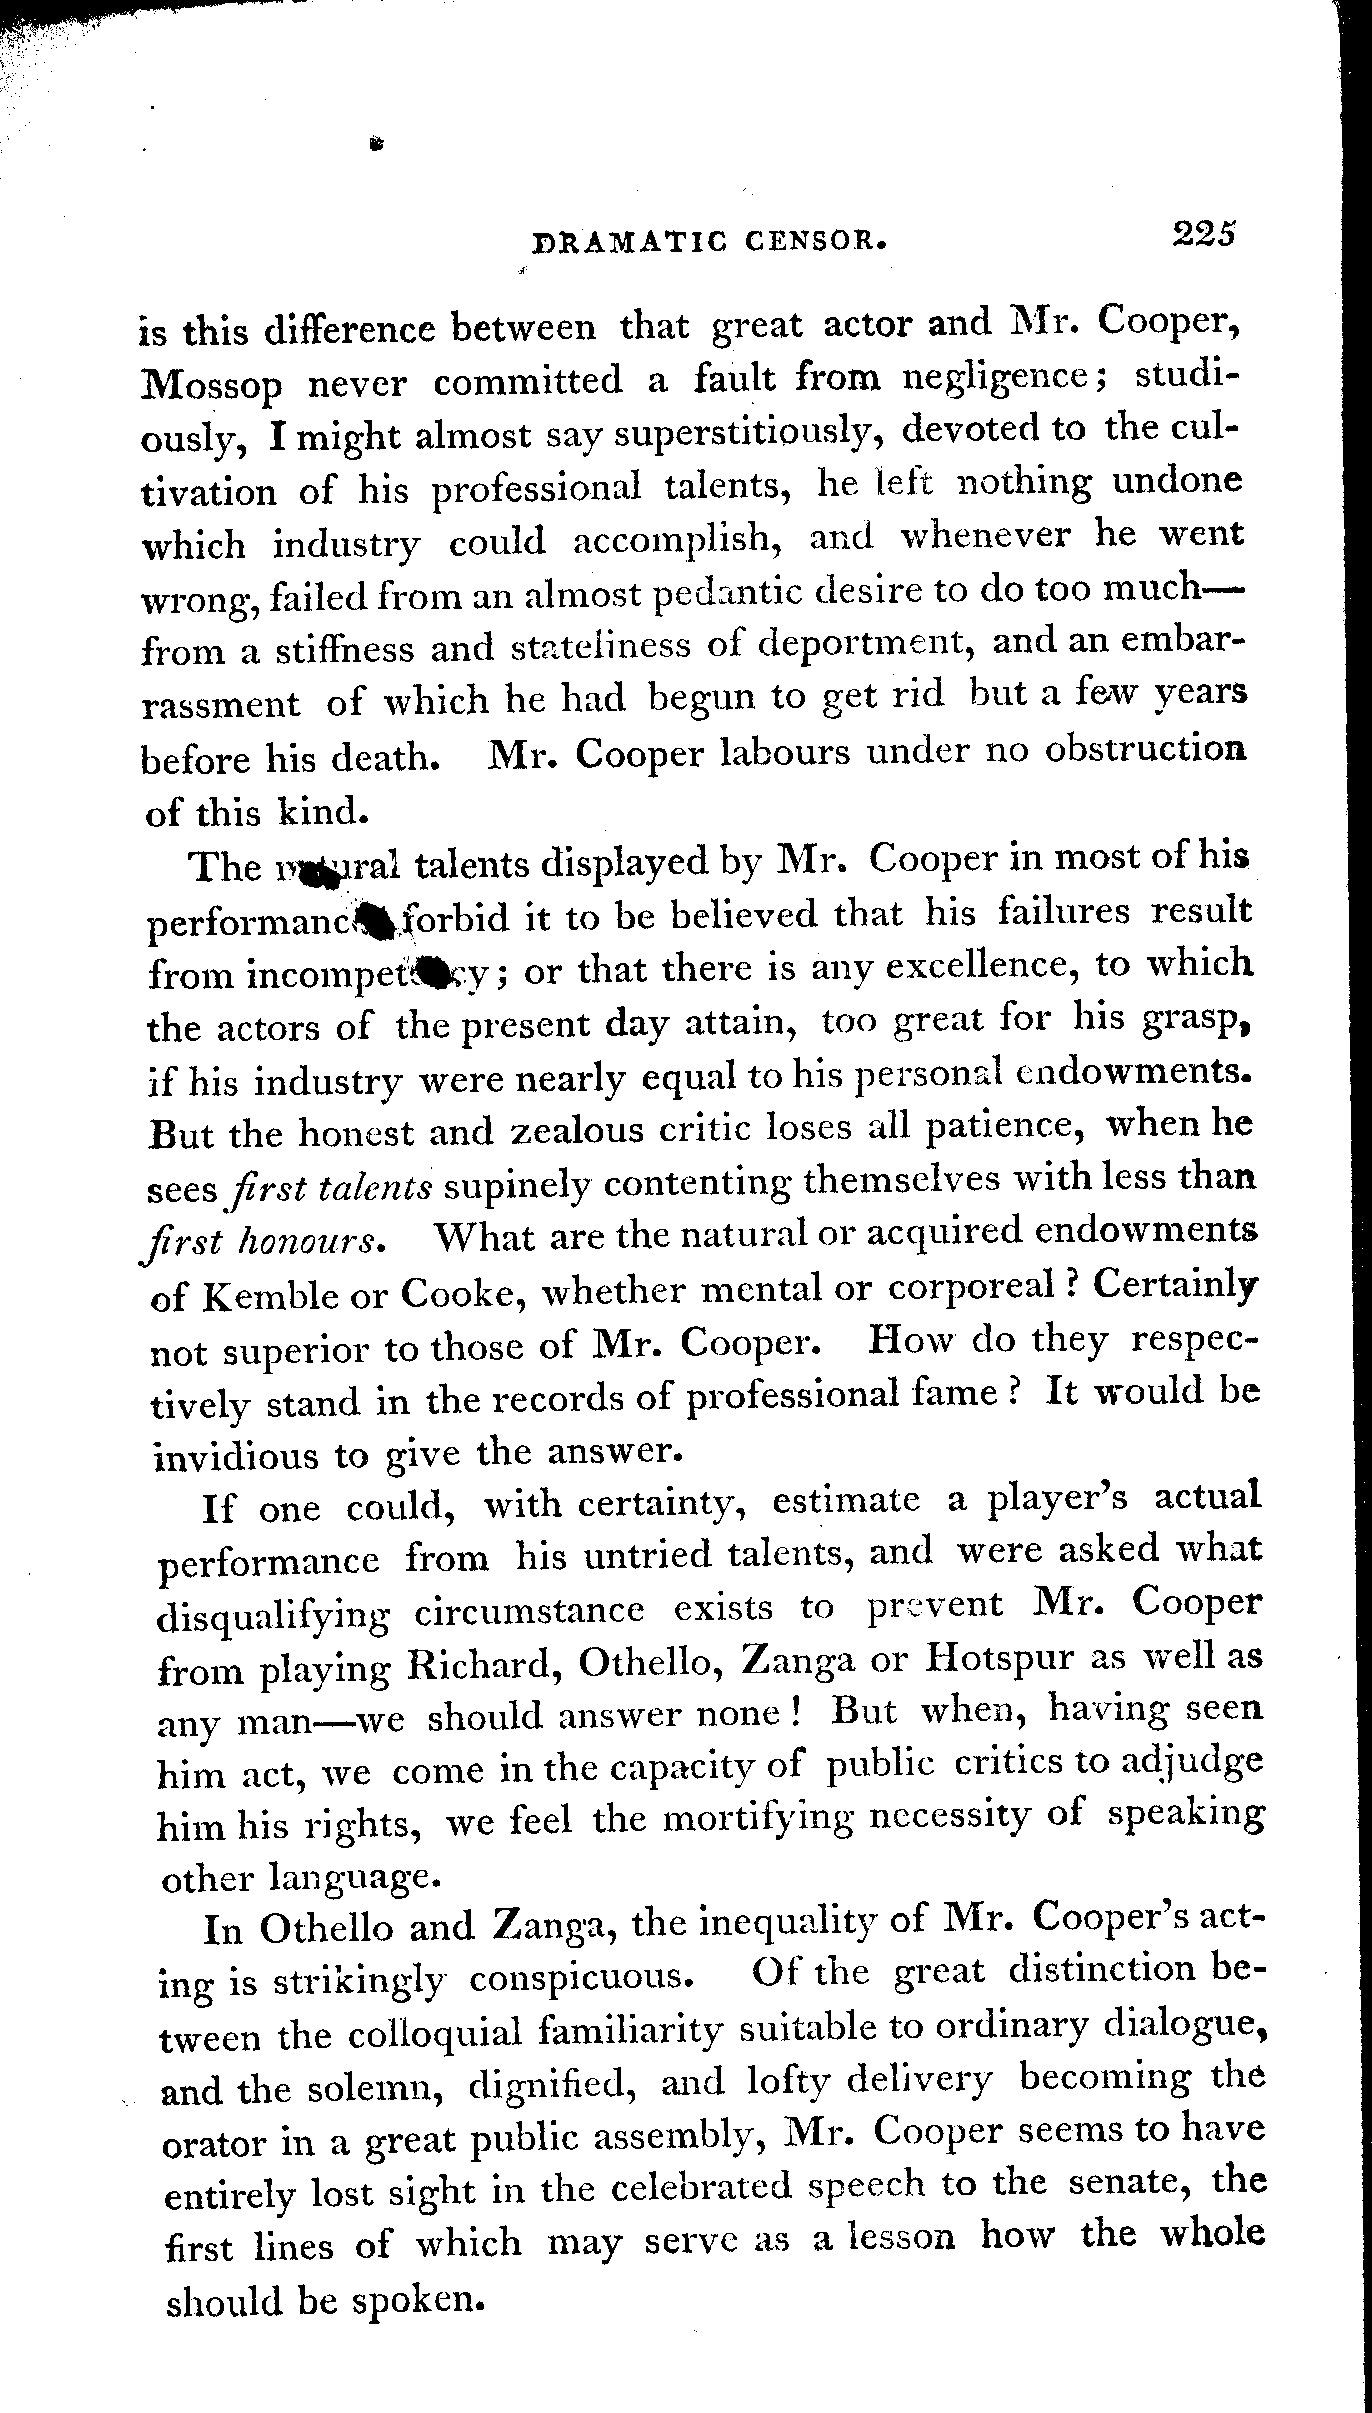 DRAMATIC CENSOR. 225
is this difference between that great actor and Mr. Cooper,
Mossop never committed a fault from negligence; studi-
ously, I might almost say superstitiously, devoted to the cul-
tivation of his professional talents, he left nothing undone
which industry could accomplish, and whenever he went
wrong, failed from an almost pedantic desire to do too much—
from a stiffness and stateliness of deportment, and an embar-
rassment of which he had begun to get rid but a few years
before his death. Mr. Cooper labours under no obstruction
of this kind.
The natural talents displayed by Mr. Cooper in most of his
performances forbid it to be believed that his failures result
from incompetency; or that there is any excellence, to which
the actors of the present day attain, too great for his grasp,
if his industry were nearly equal to his personal endowments.
But the honest and zealous critic loses all patience, when he
sees first talents supinely contenting themselves with less than
first honours. What are the natural or acquired endowments
of Kemble or Cooke, whether mental or corporeal? Certainly
not superior to those of Mr. Cooper. How do they respec-
tively stand in the records of professional fame? It would be
invidious to give the answer.
If one could, with certainty, estimate a player's actual
performance from his untried talents, and were asked what
disqualifying circumstance exists to prevent Mr. Cooper
from playing Richard, Othello, Zanga or Hotspur as well as
any man—we should answer none! But when, having seen
him act, we come in the capacity of public critics to adjudge
him his rights, we feel the mortifying necessity of speaking
other language.
In Othello and Zanga, the inequality of Mr. Cooper's act-
ing is strikingly conspicuous. Of the great distinction be-
tween the colloquial familiarity suitable to ordinary dialogue,
and the solemn, dignified, and lofty delivery becoming the
orator in a great public assembly, Mr. Cooper seems to have
entirely lost sight in the celebrated speech to the senate, the
first lines of which may serve as a lesson how the whole
should be spoken.